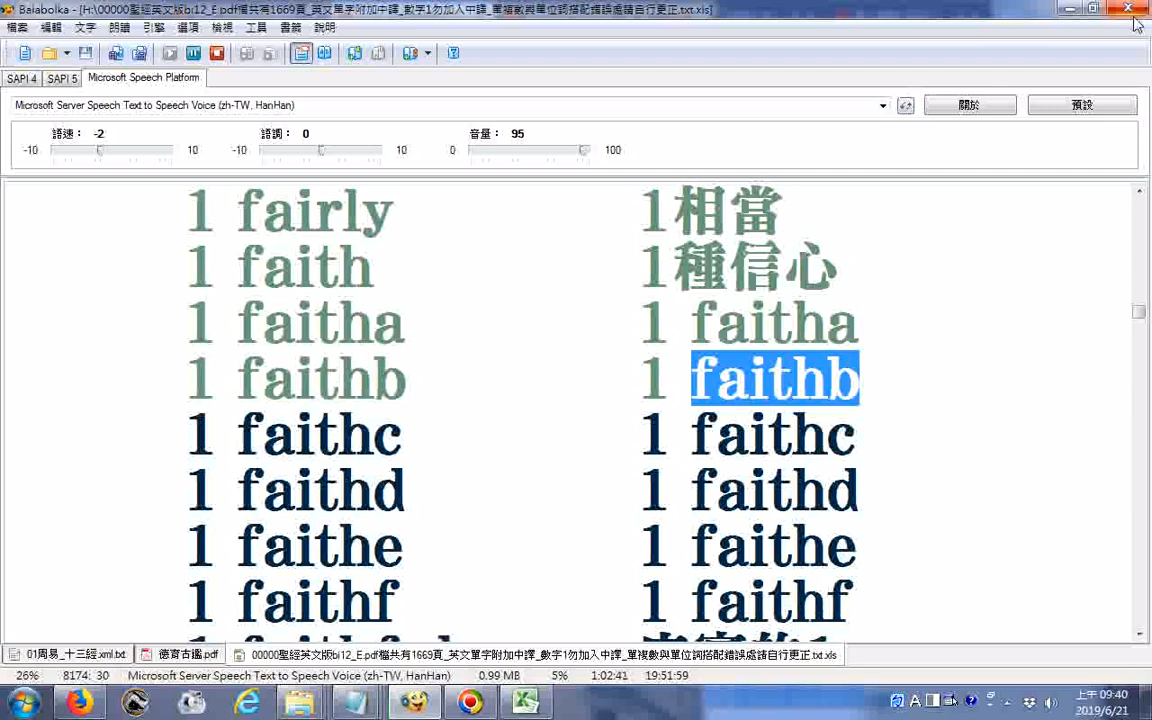 Balabolka - [H:\00000聖經英文版bi12_E.pdf檔共有1669頁_英文單字附加中譯_數字1勿加入中譯_單複數與單位詞搭配錯誤處請自行更正.txt.xls]
檔案 編輯 文字 朗讀 引擎 選項 檢視 工具 書籤 說明
SAPI 4 SAPI 5 Microsoft Speech Platform
Microsoft Server Speech Text to Speech Voice (zh-TW, HanHan) 關於 預設
語速： -2 語調： 0 音量： 95
-10 10 -10 10 0 100
1 fairly 1相當
1 faith 1種信心
1 faitha 1 faitha
1 faithb 1 faithb
1 faithc 1 faithc
1 faithd 1 faithd
1 faithe 1 faithe
1 faithf 1 faithf
01周易_十三經.xml.txt 德育古鑑.pdf 00000聖經英文版bi12_E.pdf檔共有1669頁_英文單字附加中譯_數字1勿加入中譯_單複數與單位詞搭配錯誤處請自行更正.txt.xls
26% 8174: 30 Microsoft Server Speech Text to Speech Voice (zh-TW, HanHan) 0.99 MB 5% 1:02:41 19:51:59
上午 09:40
2019/6/21